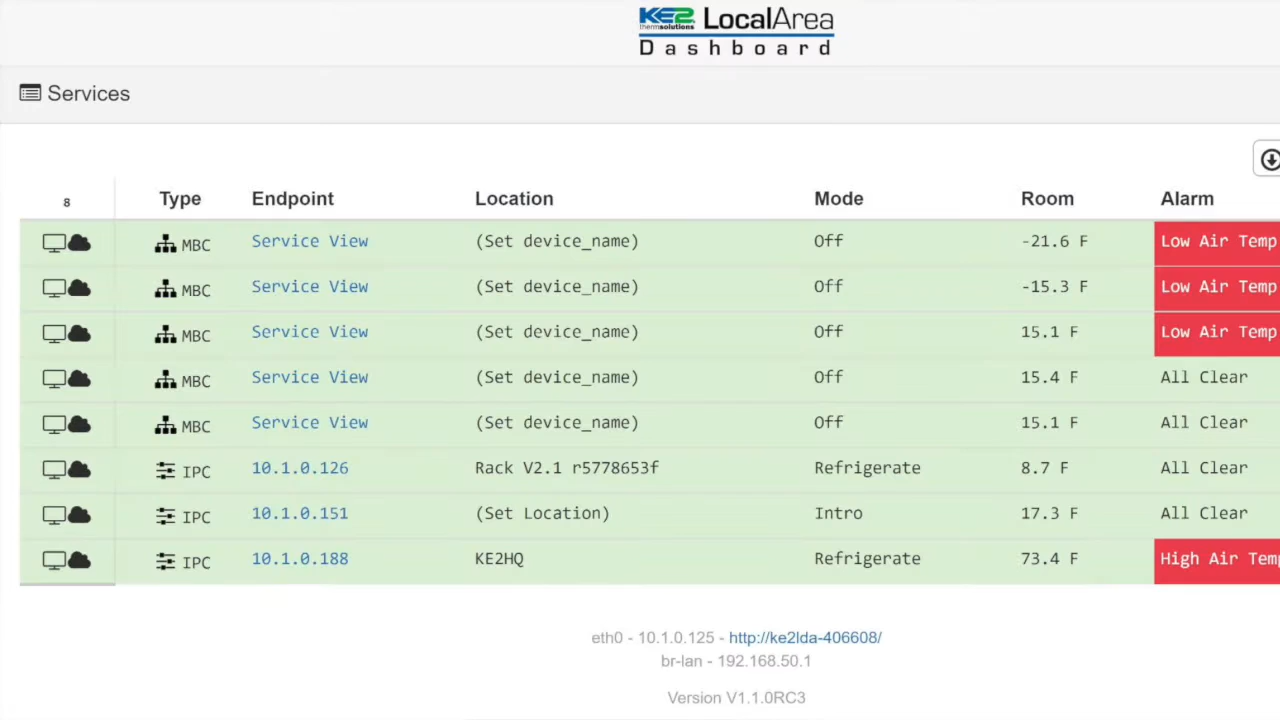 KE2 LocalArea
thermsolutions
Dashboard
Services
8 Type Endpoint Location Mode Room Alarm
MBC Service View (Set device_name) Off -21.6 F Low Air Temp
MBC Service View (Set device_name) Off -15.3 F Low Air Temp
MBC Service View (Set device_name) Off 15.1 F Low Air Temp
MBC Service View (Set device_name) Off 15.4 F All Clear
MBC Service View (Set device_name) Off 15.1 F All Clear
IPC 10.1.0.126 Rack V2.1 r5778653f Refrigerate 8.7 F All Clear
IPC 10.1.0.151 (Set Location) Intro 17.3 F All Clear
IPC 10.1.0.188 KE2HQ Refrigerate 73.4 F High Air Temp
eth0 - 10.1.0.125 - http://ke2lda-406608/
br-lan - 192.168.50.1
Version V1.1.0RC3